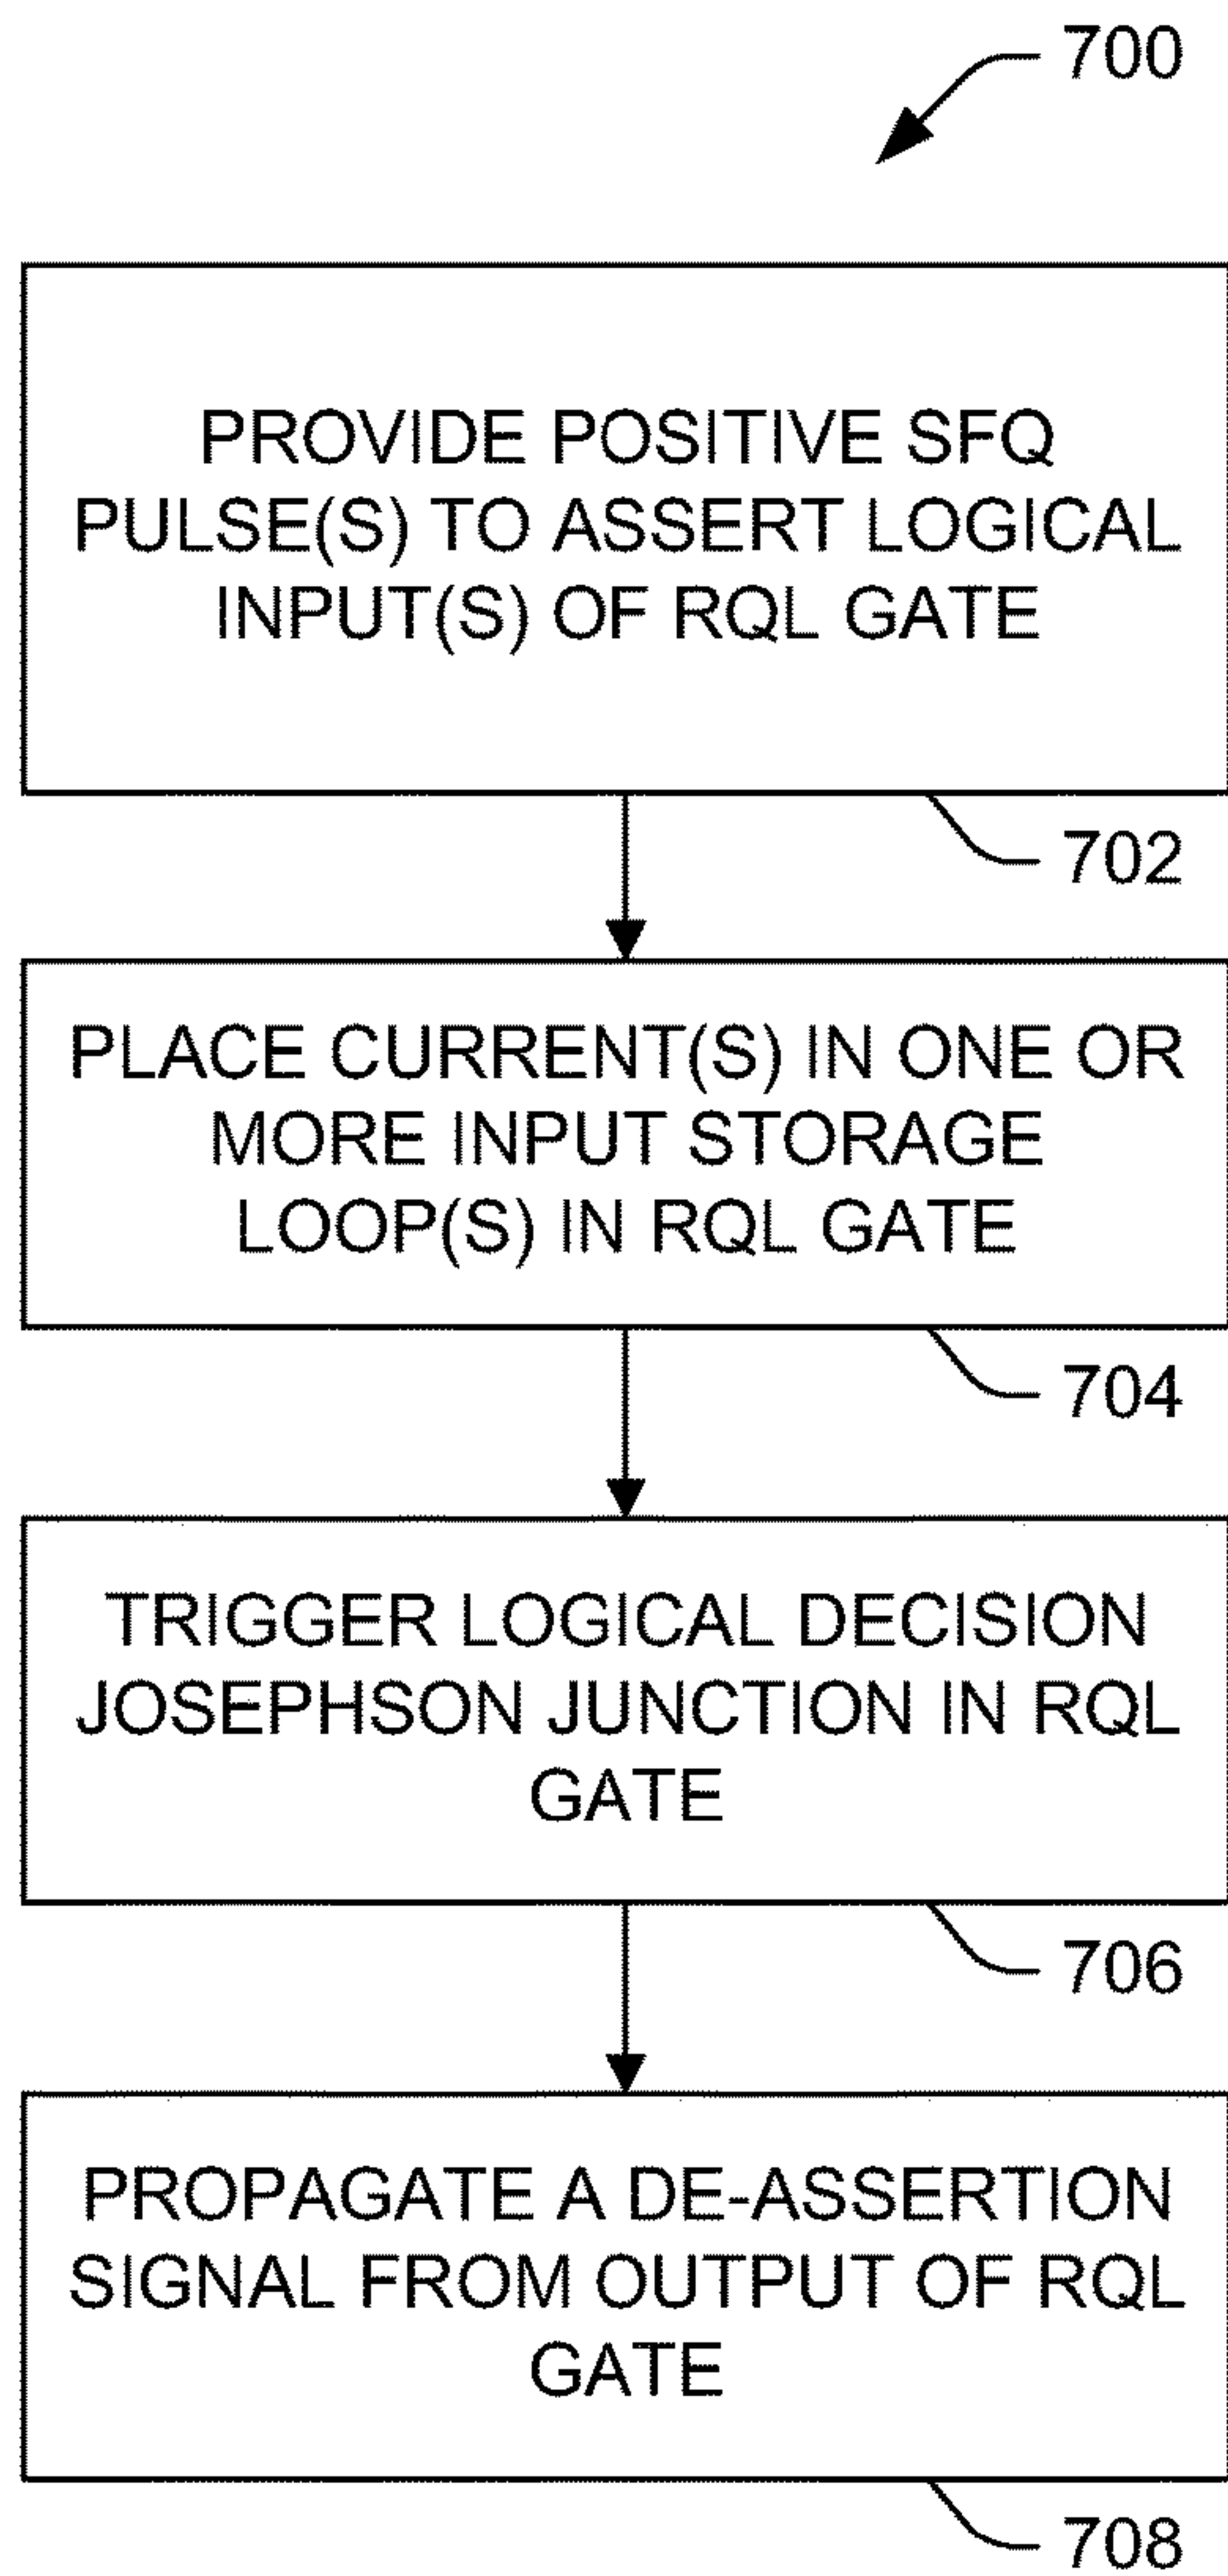 700
PROVIDE POSITIVE SFQ
PULSE(S) TO ASSERT LOGICAL
INPUT(S) OF RQL GATE
702
PLACE CURRENT(S) IN ONE OR
MORE INPUT STORAGE
LOOP(S) IN RQL GATE
704
TRIGGER LOGICAL DECISION
JOSEPHSON JUNCTION IN RQL
GATE
706
PROPAGATE A DE-ASSERTION
SIGNAL FROM OUTPUT OF RQL
GATE
708